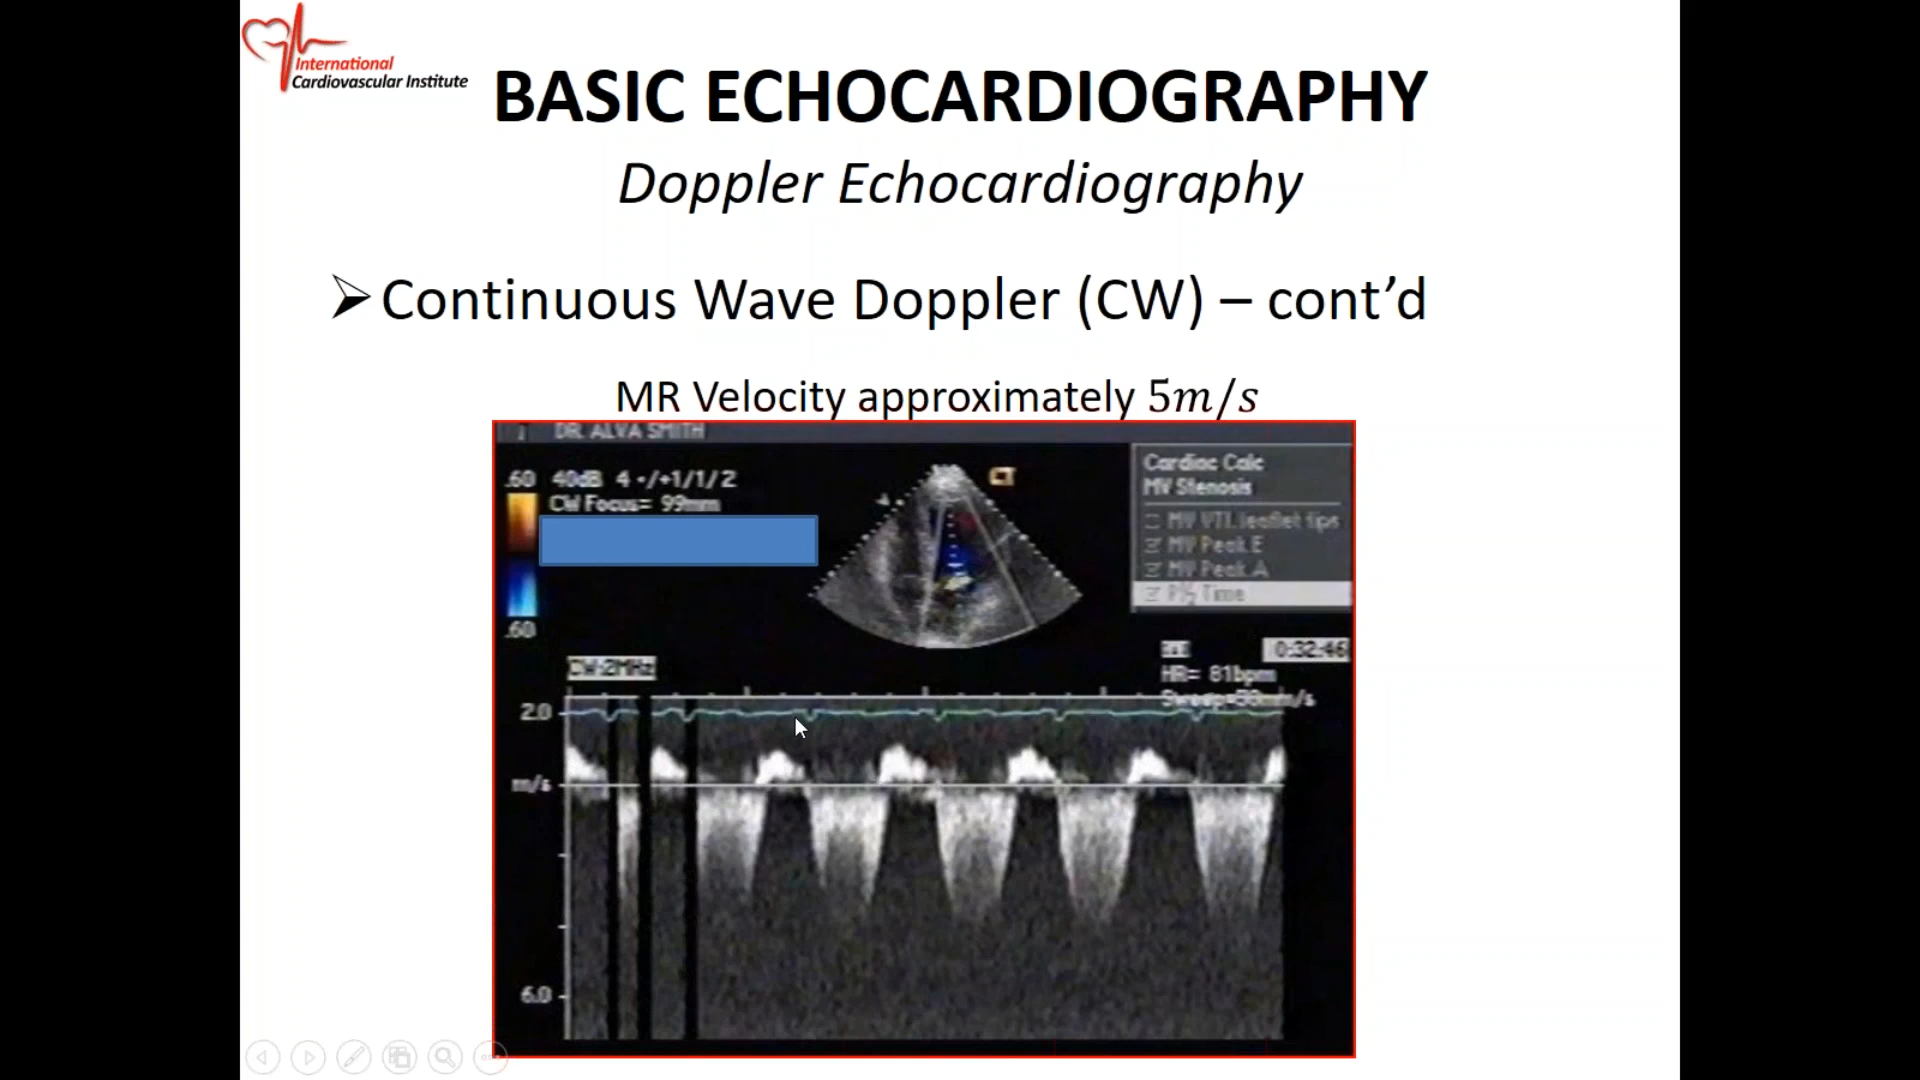 International
Cardiovascular Institute
BASIC ECHOCARDIOGRAPHY
Doppler Echocardiography
➢Continuous Wave Doppler (CW) – cont’d
MR Velocity approximately 5m/s
DR. ALVA SMITH
.60 40dB 4 -/+1/1/2
CW Focus= 99mm
.60
Cardiac Calc
MV Stenosis
MV VTI leaflet tips
MV Peak E
MV Peak A
P½ Time
0:32:46
HR= 81bpm
Sweep=50mm/s
CW:2MHz
2.0
m/s
6.0